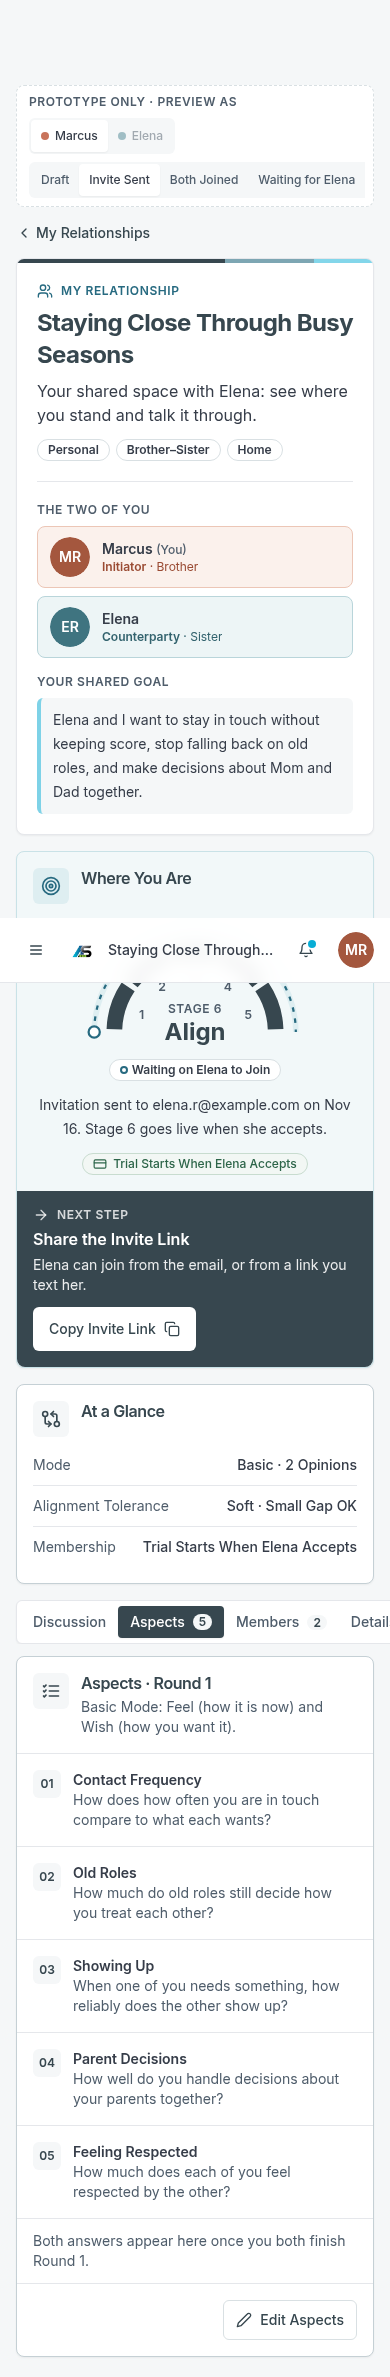 PROTOTYPE ONLY · PREVIEW AS
Marcus
Elena
Draft
Invite Sent
Both Joined
Waiting for Elena
My Relationships
MY RELATIONSHIP
Staying Close Through Busy
Seasons
Your shared space with Elena: see where
you stand and talk it through.
Personal
Brother–Sister
Home
THE TWO OF YOU
MR
Marcus (You)
Initiator · Brother
ER
Elena
Counterparty · Sister
YOUR SHARED GOAL
Elena and I want to stay in touch without
keeping score, stop falling back on old
roles, and make decisions about Mom and
Dad together.
Where You Are
Staying Close Through...
MR
2
4
1
STAGE 6
5
Align
Waiting on Elena to Join
Invitation sent to elena.r@example.com on Nov
16. Stage 6 goes live when she accepts.
Trial Starts When Elena Accepts
NEXT STEP
Share the Invite Link
Elena can join from the email, or from a link you
text her.
Copy Invite Link
At a Glance
Mode
Basic · 2 Opinions
Alignment Tolerance
Soft · Small Gap OK
Membership
Trial Starts When Elena Accepts
Discussion
Aspects 5
Members 2
Detail
Aspects · Round 1
Basic Mode: Feel (how it is now) and
Wish (how you want it).
01
Contact Frequency
How does how often you are in touch
compare to what each wants?
02
Old Roles
How much do old roles still decide how
you treat each other?
03
Showing Up
When one of you needs something, how
reliably does the other show up?
04
Parent Decisions
How well do you handle decisions about
your parents together?
05
Feeling Respected
How much does each of you feel
respected by the other?
Both answers appear here once you both finish
Round 1.
Edit Aspects